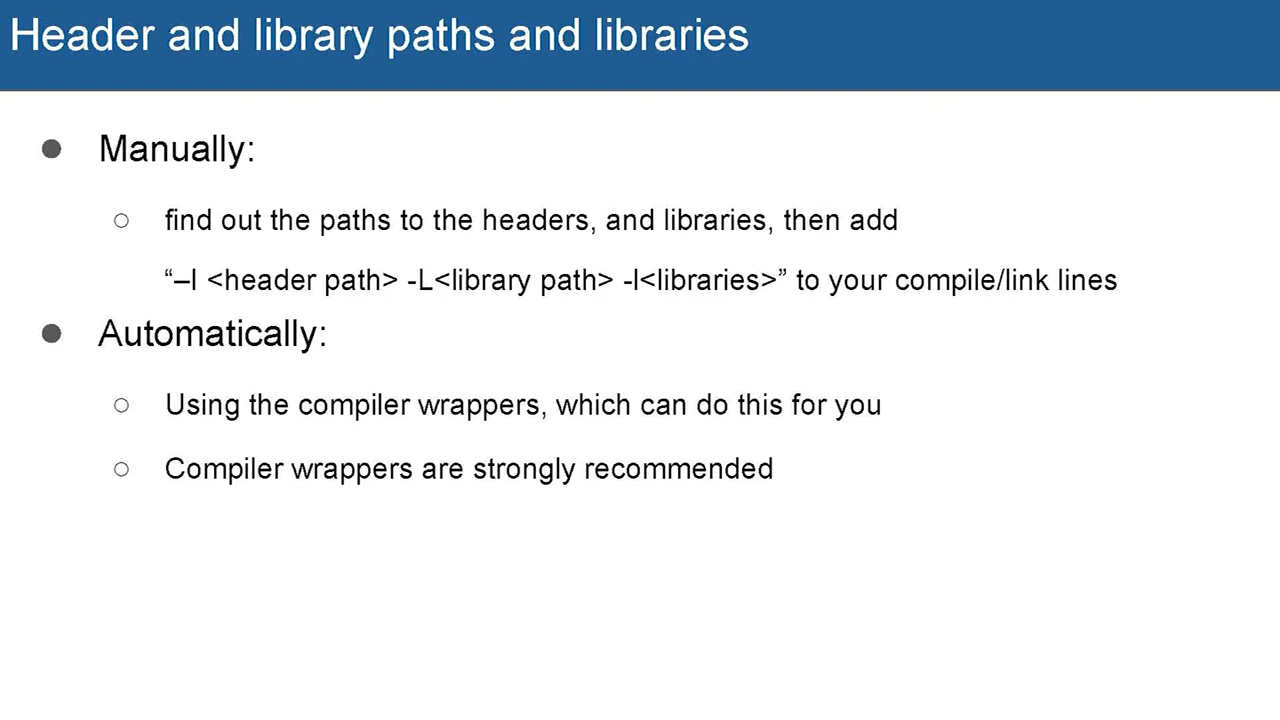 Header and library paths and libraries
● Manually:
○ find out the paths to the headers, and libraries, then add
“–I <header path> -L<library path> -l<libraries>” to your compile/link lines
● Automatically:
○ Using the compiler wrappers, which can do this for you
○ Compiler wrappers are strongly recommended